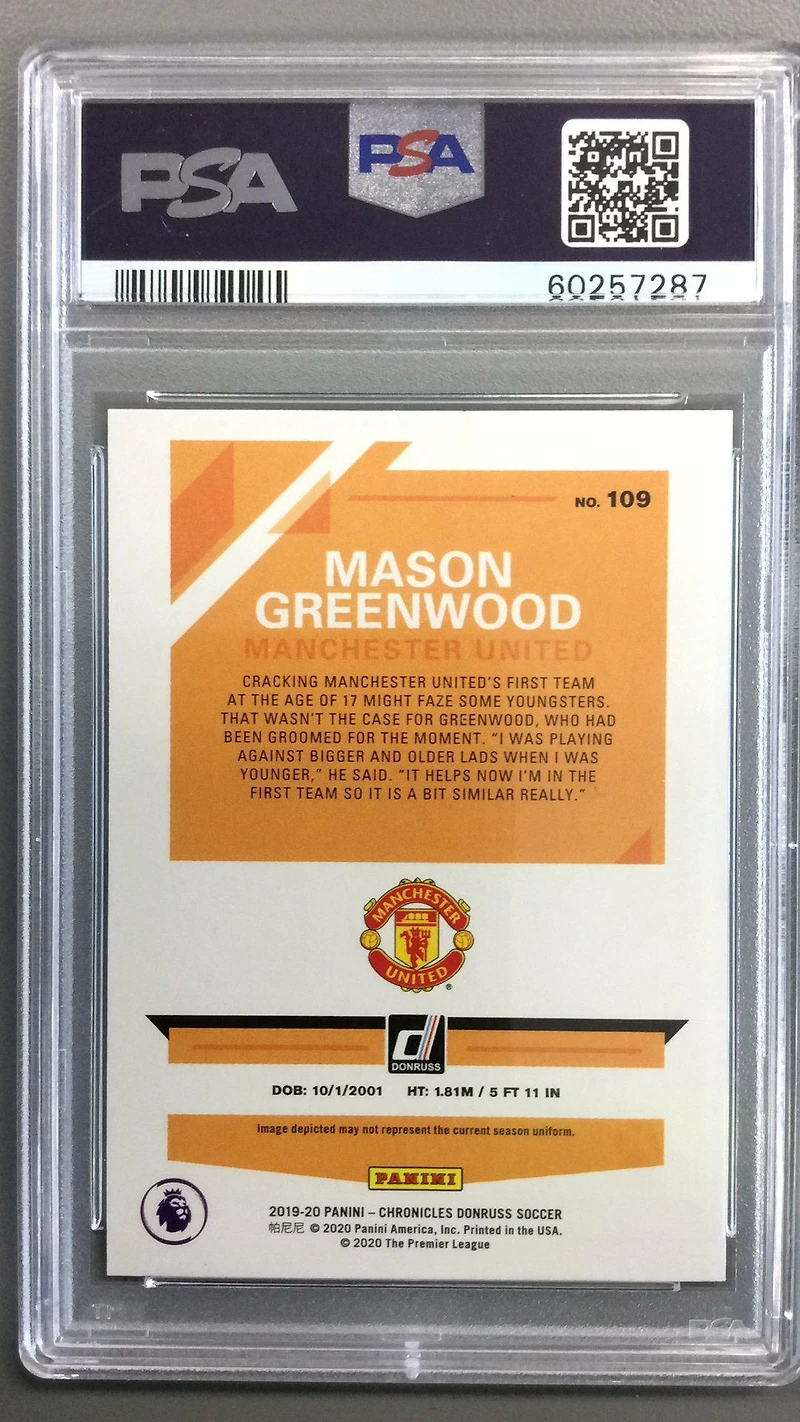 PSA
PSA
60257287
NO. 109
MASON
GREENWOOD
MANCHESTER UNITED
CRACKING MANCHESTER UNITED'S FIRST TEAM
AT THE AGE OF 17 MIGHT FAZE SOME YOUNGSTERS.
THAT WASN'T THE CASE FOR GREENWOOD, WHO HAD
BEEN GROOMED FOR THE MOMENT. "I WAS PLAYING
AGAINST BIGGER AND OLDER LADS WHEN I WAS
YOUNGER," HE SAID. "IT HELPS NOW I'M IN THE
FIRST TEAM SO IT IS A BIT SIMILAR REALLY."
MANCHESTER
UNITED
®
DONRUSS
DOB: 10/1/2001 HT: 1.81M / 5 FT 11 IN
Image depicted may not represent the current season uniform.
PANINI
2019-20 PANINI – CHRONICLES DONRUSS SOCCER
帕尼尼 © 2020 Panini America, Inc. Printed in the USA.
© 2020 The Premier League
PSA